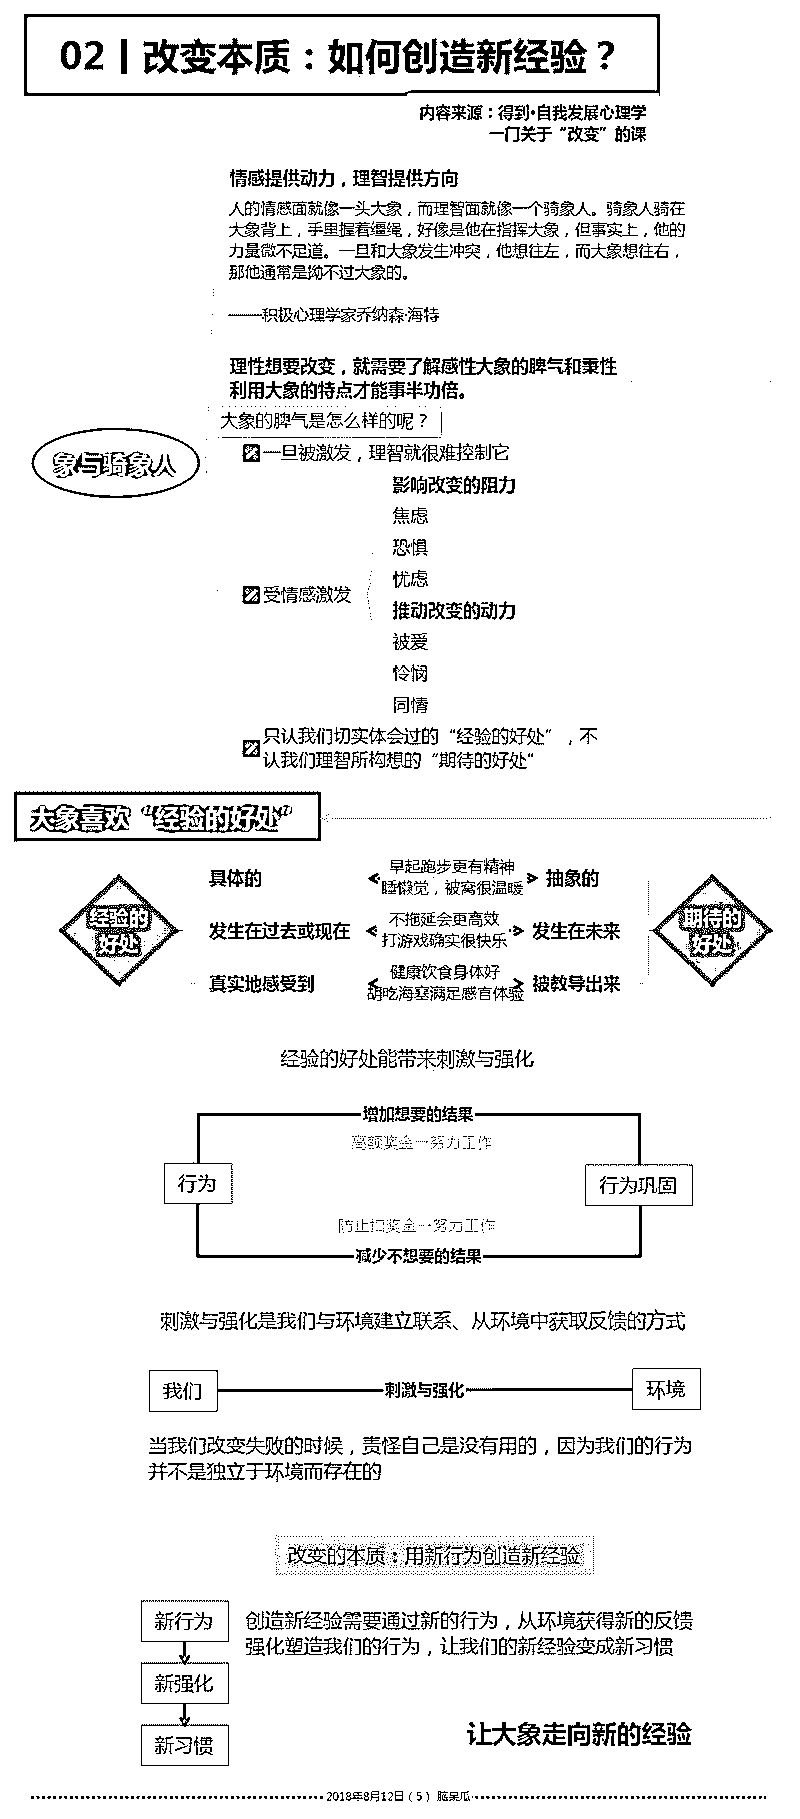 02丨改变本质：如何创造新经验？
内容来源：得到·自我发展心理学
一门关于“改变”的课
情感提供动力，理智提供方向
人的情感面就像一头大象，而理智面就像一个骑象人。骑象人骑在
大象背上，手里握着缰绳，好像是他在指挥大象，但事实上，他的
力量微不足道。一旦和大象发生冲突，他想往左，而大象想往右，
那他通常是拗不过大象的。
——积极心理学家乔纳森·海特
理性想要改变，就需要了解感性大象的脾气和秉性
利用大象的特点才能事半功倍。
大象的脾气是怎么样的呢？
象与骑象人
一旦被激发，理智就很难控制它
影响改变的阻力
焦虑
恐惧
忧虑
受情感激发
推动改变的动力
被爱
怜悯
同情
只认我们切实体会过的“经验的好处”，不
认我们理智所构想的“期待的好处”
大象喜欢“经验的好处”
经验的
好处
具体的
早起跑步更有精神
睡懒觉，被窝很温暖
抽象的
发生在过去或现在
不拖延会更高效
打游戏确实很快乐
发生在未来
真实地感受到
健康饮食身体好
胡吃海塞满足感官体验
被教导出来
期待的
好处
经验的好处能带来刺激与强化
增加想要的结果
高额奖金—努力工作
行为
行为巩固
防止扣奖金—努力工作
减少不想要的结果
刺激与强化是我们与环境建立联系、从环境中获取反馈的方式
我们
刺激与强化
环境
当我们改变失败的时候，责怪自己是没有用的，因为我们的行为
并不是独立于环境而存在的
改变的本质：用新行为创造新经验
新行为
新强化
新习惯
创造新经验需要通过新的行为，从环境获得新的反馈
强化塑造我们的行为，让我们的新经验变成新习惯
让大象走向新的经验
2018年8月12日（5） 脑呆瓜